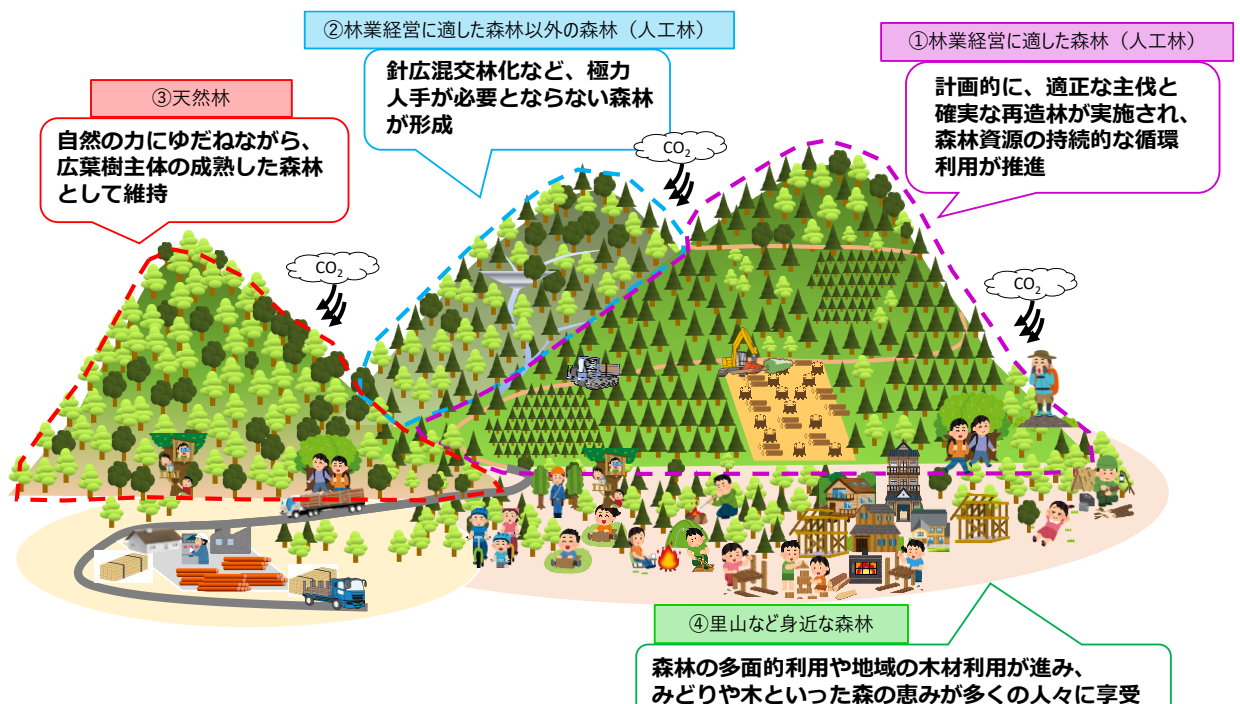 ②林業経営に適した森林以外の森林（人工林）
針広混交林化など、極力
人手が必要とならない森林
が形成
①林業経営に適した森林（人工林）
計画的に、適正な主伐と
確実な再造林が実施され、
森林資源の持続的な循環
利用が推進
③天然林
自然の力にゆだねながら、
広葉樹主体の成熟した森林
として維持
CO2
CO2
CO2
④里山など身近な森林
森林の多面的利用や地域の木材利用が進み、
みどりや木といった森の恵みが多くの人々に享受